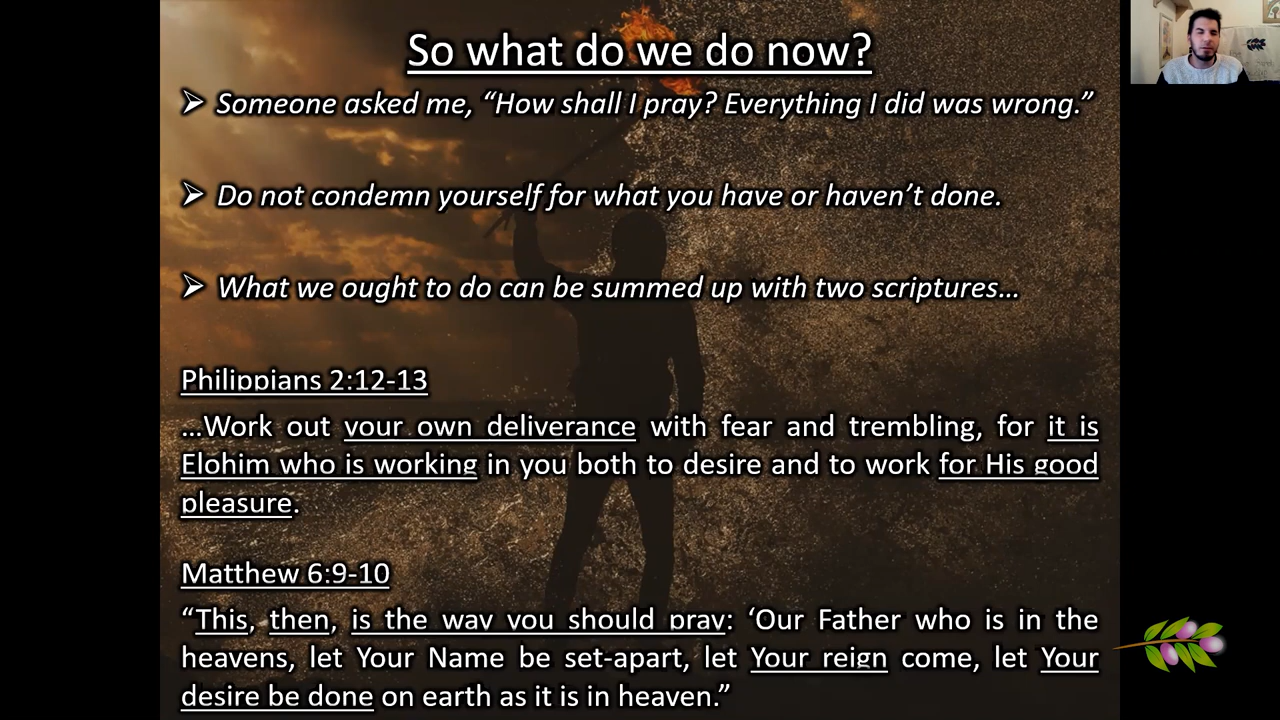 So what do we do now?
➢ Someone asked me, “How shall I pray? Everything I did was wrong.”
➢ Do not condemn yourself for what you have or haven’t done.
➢ What we ought to do can be summed up with two scriptures…
Philippians 2:12-13
…Work out your own deliverance with fear and trembling, for it is
Elohim who is working in you both to desire and to work for His good
pleasure.
Matthew 6:9-10
“This, then, is the way you should pray: ‘Our Father who is in the
heavens, let Your Name be set-apart, let Your reign come, let Your
desire be done on earth as it is in heaven.”